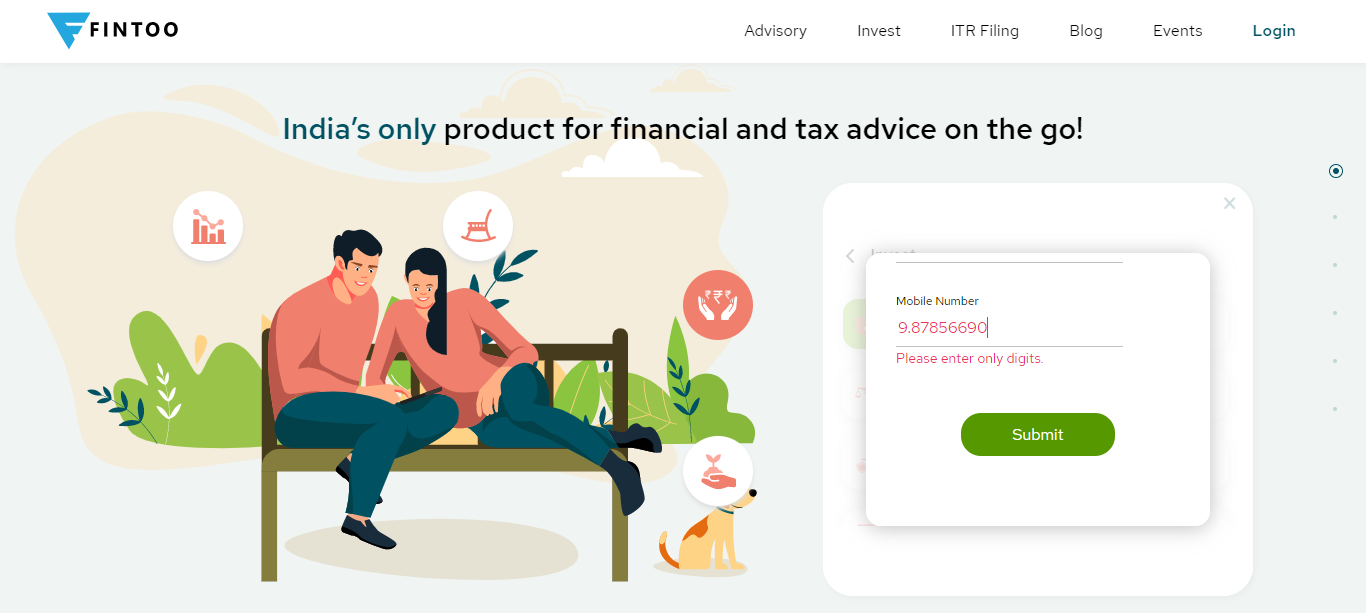 FINTOO
Advisory Invest ITR Filing Blog Events Login
India’s only product for financial and tax advice on the go!
Invest
Mobile Number
9.87856690
Please enter only digits.
Submit